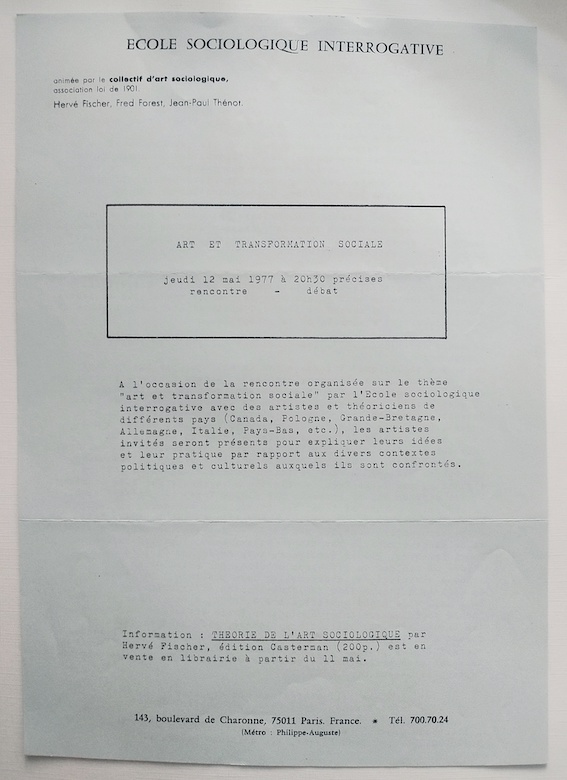 ECOLE SOCIOLOGIQUE INTERROGATIVE
animée par le collectif d'art sociologique,
association loi de 1901.
Hervé Fischer, Fred Forest, Jean-Paul Thénot.
ART ET TRANSFORMATION SOCIALE
jeudi 12 mai 1977 à 20h30 précises
rencontre - débat
A l'occasion de la rencontre organisée sur le thème
"art et transformation sociale" par l'Ecole sociologique
interrogative avec des artistes et théoriciens de
différents pays (Canada, Pologne, Grande-Bretagne,
Allemagne, Italie, Pays-Bas, etc.), les artistes
invités seront présents pour expliquer leurs idées
et leur pratique par rapport aux divers contextes
politiques et culturels auxquels ils sont confrontés.
Information : THEORIE DE L'ART SOCIOLOGIQUE par
Hervé Fischer, édition Casterman (200p.) est en
vente en librairie à partir du 11 mai.
143, boulevard de Charonne, 75011 Paris. France. * Tél. 700.70.24
(Métro : Philippe-Auguste)